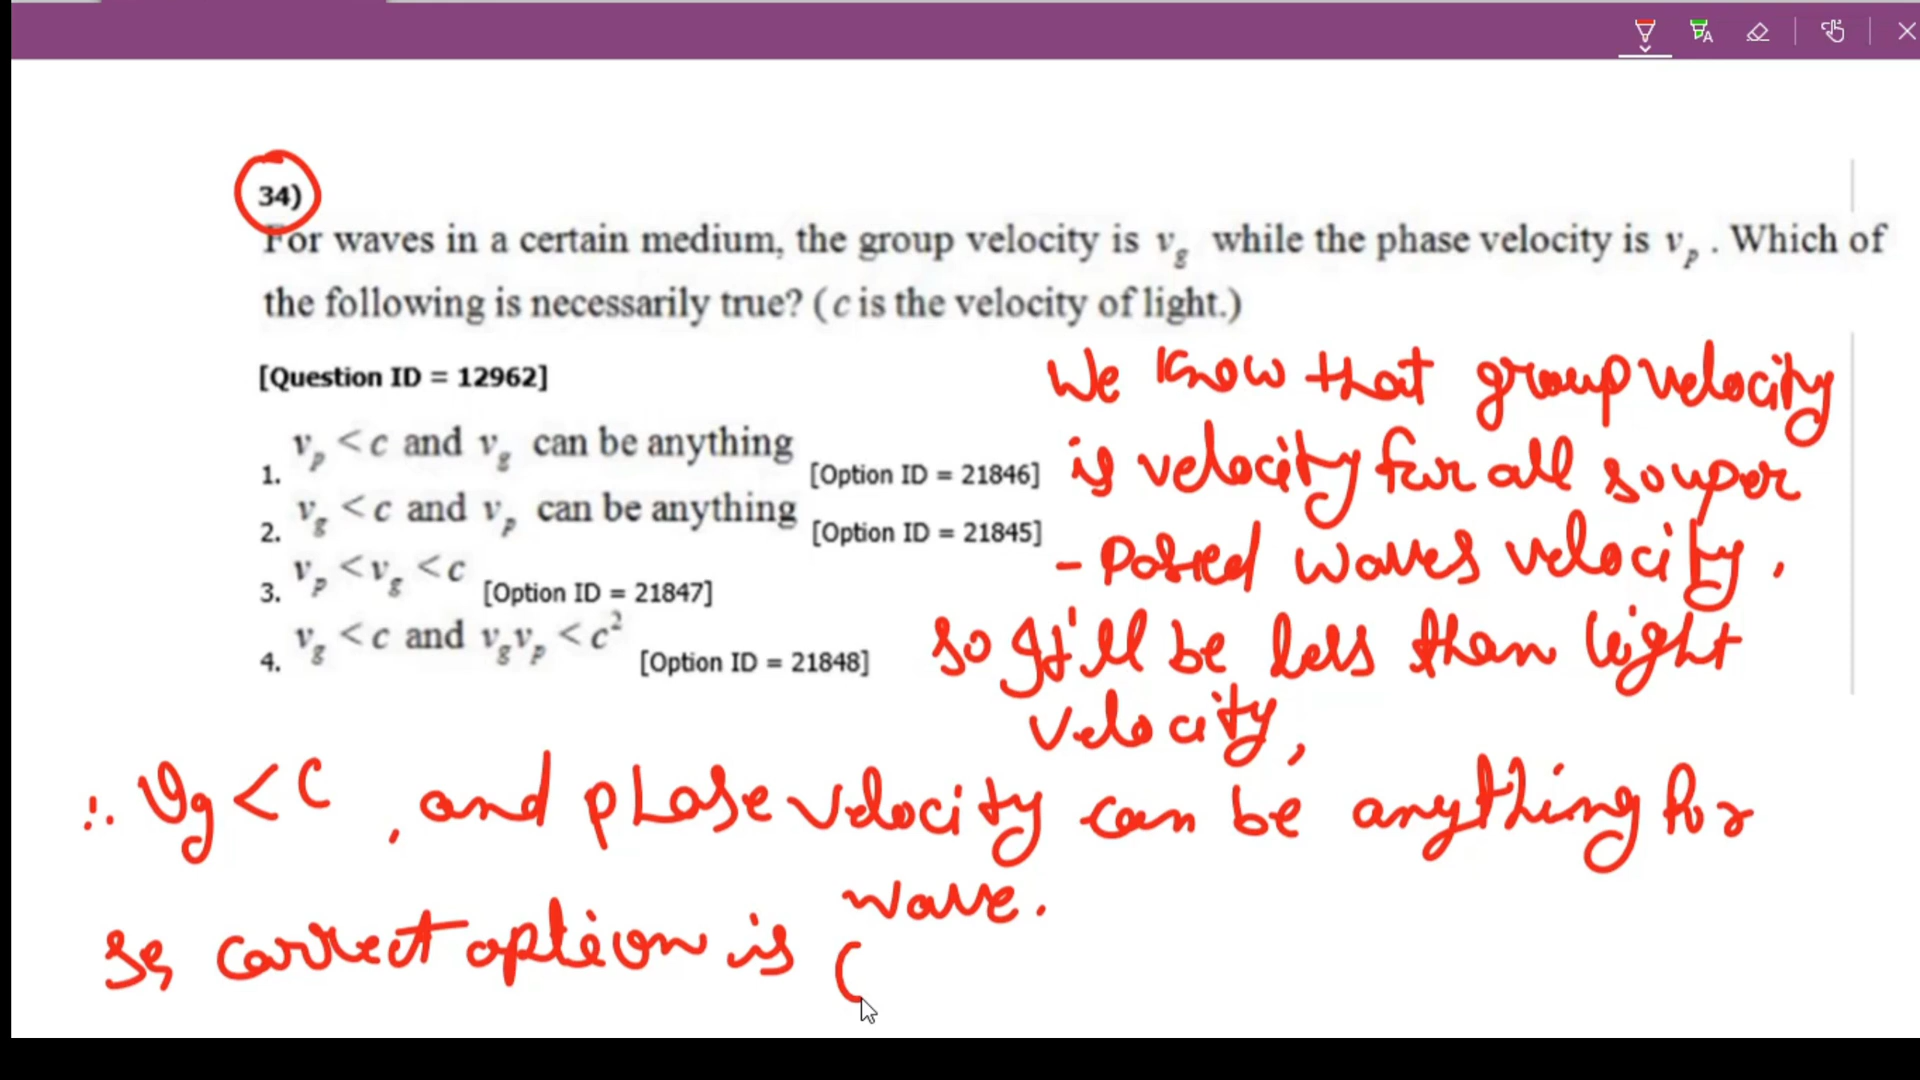 34)
For waves in a certain medium, the group velocity is v_g while the phase velocity is v_p . Which of
the following is necessarily true? ( c is the velocity of light.)
[Question ID = 12962]
1. v_p < c and v_g can be anything [Option ID = 21846]
2. v_g < c and v_p can be anything [Option ID = 21845]
3. v_p < v_g < c [Option ID = 21847]
4. v_g < c and v_g v_p < c² [Option ID = 21848]
We know that group velocity
is velocity for all souper
- Posred waves velocity.
so It'll be less than light
velocity,
∴ Vg < C , and phase velocity can be anything for
wave.
So, correct option is (